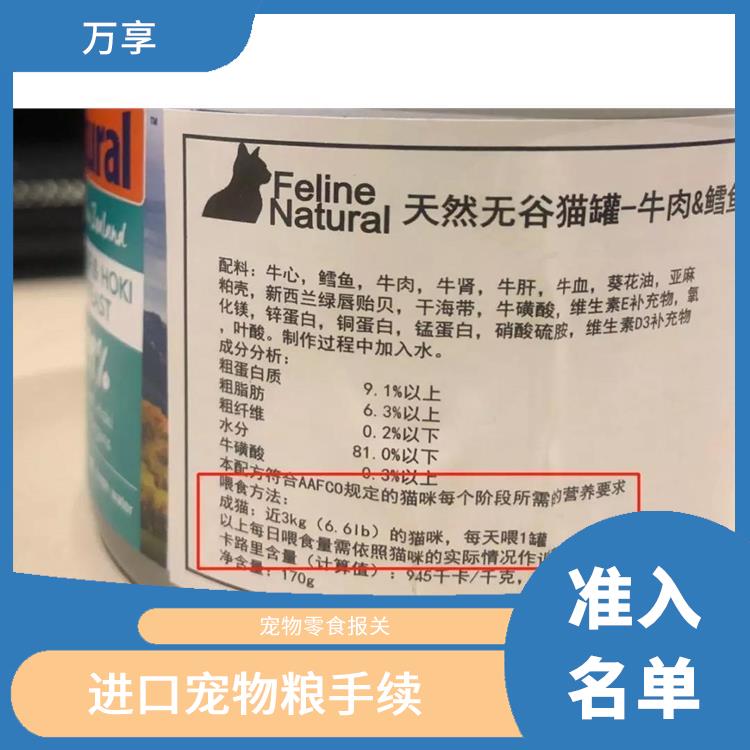 万享
ural
™
Zealand
HOKI
Feline
Natural
天然无谷猫罐-牛肉&鳕鱼
配料：牛心，鳕鱼，牛肉，牛肾，牛肝，牛血，葵花油，亚麻
粕壳，新西兰绿唇贻贝，干海带，牛磺酸，维生素E补充物，氧
化镁，锌蛋白，铜蛋白，锰蛋白，硝酸硫胺，维生素D3补充物
，叶酸。制作过程中加入水。
成分分析：
粗蛋白质 9.1%以上
粗脂肪 6.3%以上
粗纤维 0.2%以下
水分 81.0%以下
牛磺酸 0.3%以上
本配方符合AAFCO规定的猫咪每个阶段所需的营养要求
喂食方法：
成猫：近3kg（6.6lb）的猫咪，每天喂1罐
以上每日喂食量需依照猫咪的实际情况作
卡路里含量（计算值）：945千卡/千克，
净含量：170g
准入
名单
宠物零食报关
进口宠物粮手续